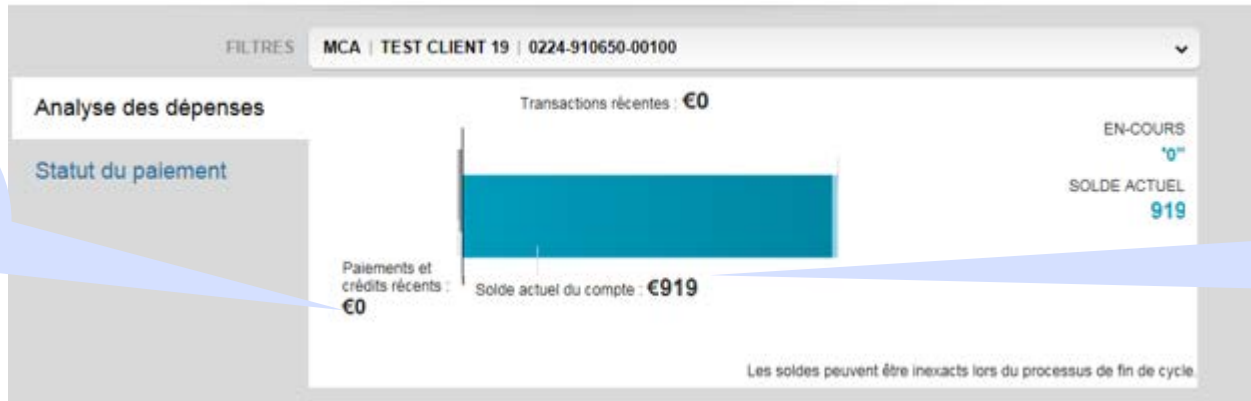 FILTRES MCA | TEST CLIENT 19 | 0224-910650-00100
Analyse des dépenses
Statut du paiement
Transactions récentes : €0
EN-COURS
"0"
SOLDE ACTUEL
919
Paiements et
crédits récents :
€0
Solde actuel du compte : €919
Les soldes peuvent être inexacts lors du processus de fin de cycle.